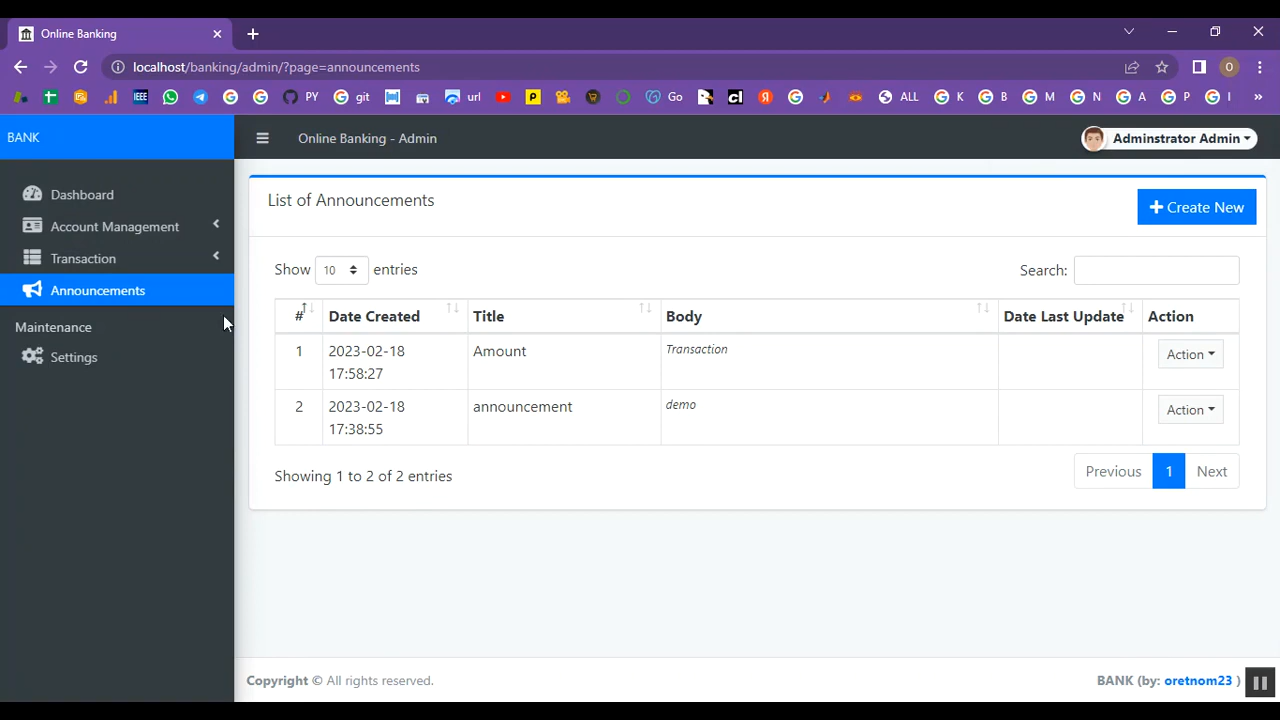 Online Banking
localhost/banking/admin/?page=announcements
O
IEEE PY git url P Go cl Я ALL K B M N A P I »
BANK
Online Banking - Admin
Adminstrator Admin
Dashboard
Account Management
Transaction
Announcements
Maintenance
Settings
List of Announcements
Create New
Show 10 entries
Search:
# Date Created Title Body Date Last Update Action
1 2023-02-18 17:58:27 Amount Transaction Action
2 2023-02-18 17:38:55 announcement demo Action
Showing 1 to 2 of 2 entries
Previous 1 Next
Copyright © All rights reserved.
BANK (by: oretnom23 )